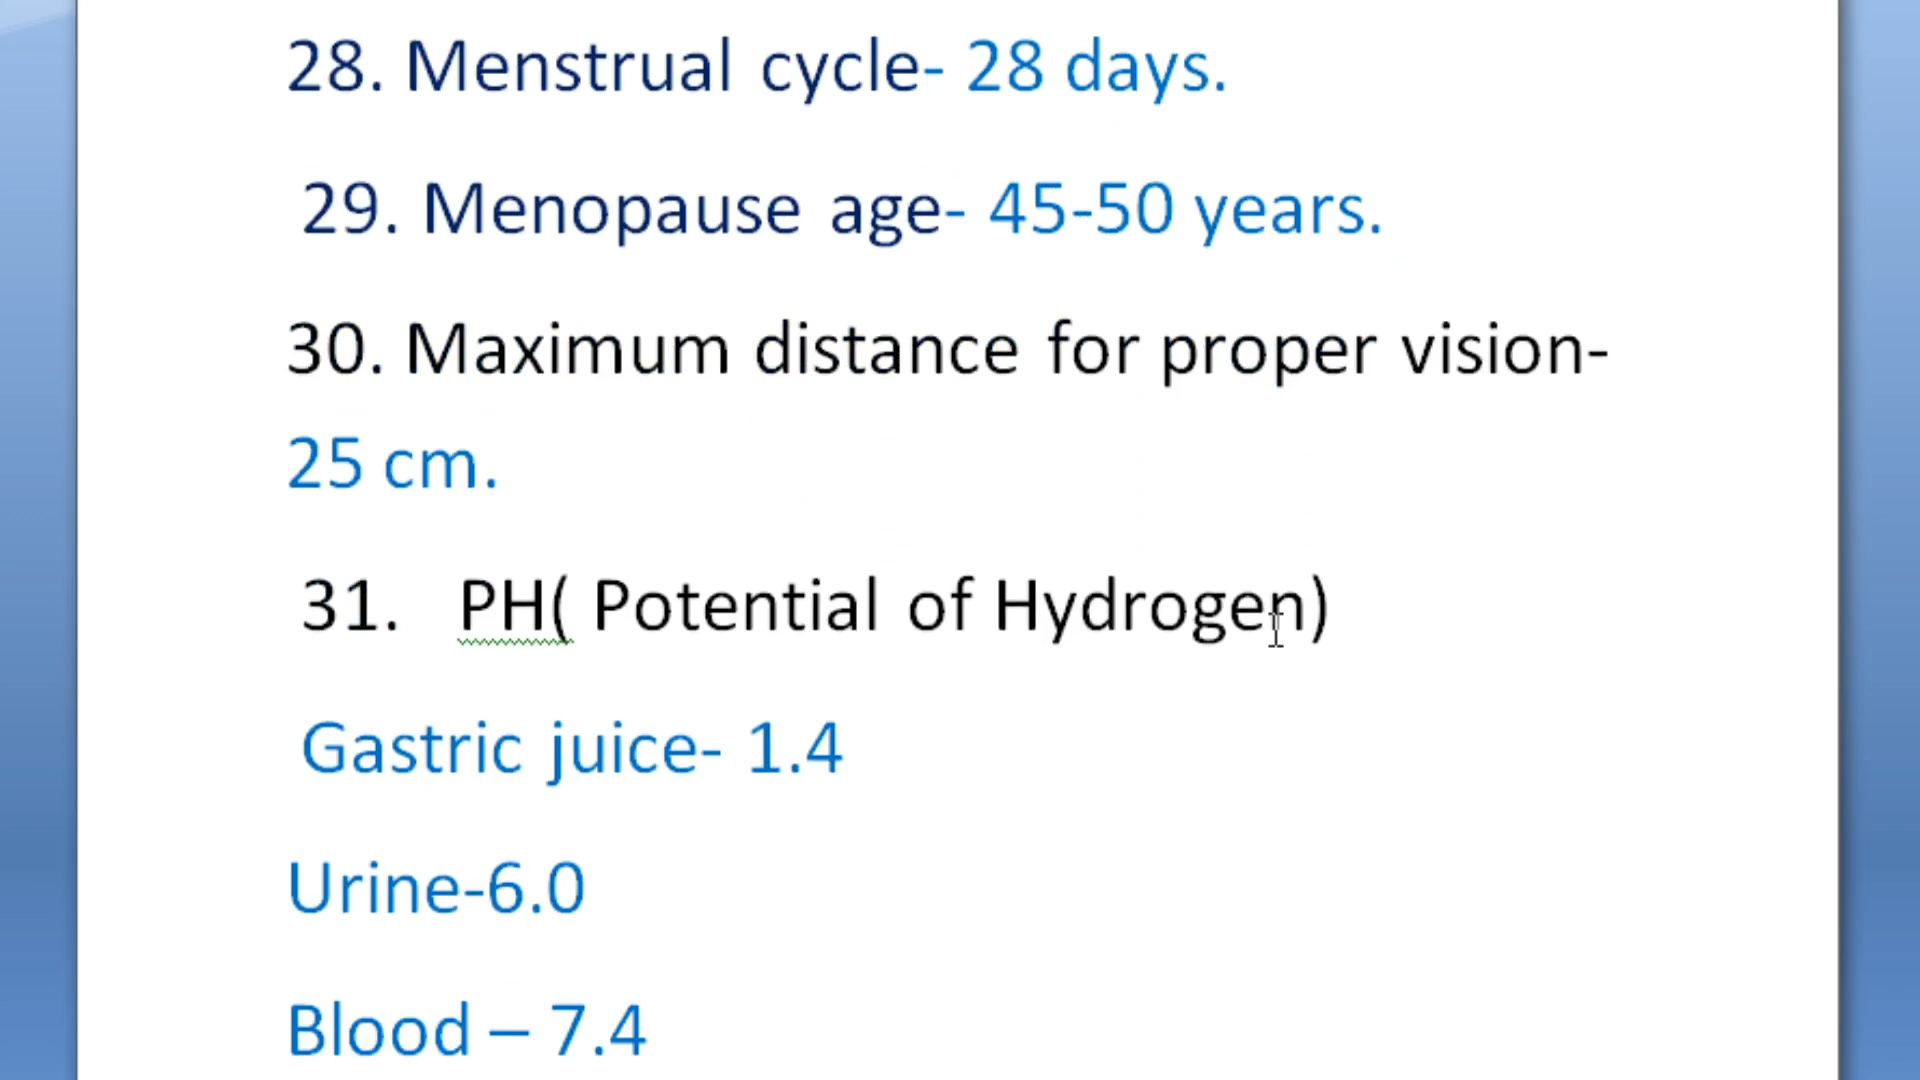 28. Menstrual cycle- 28 days.
29. Menopause age- 45-50 years.
30. Maximum distance for proper vision-
25 cm.
31. PH( Potential of Hydrogen)
Gastric juice- 1.4
Urine-6.0
Blood – 7.4